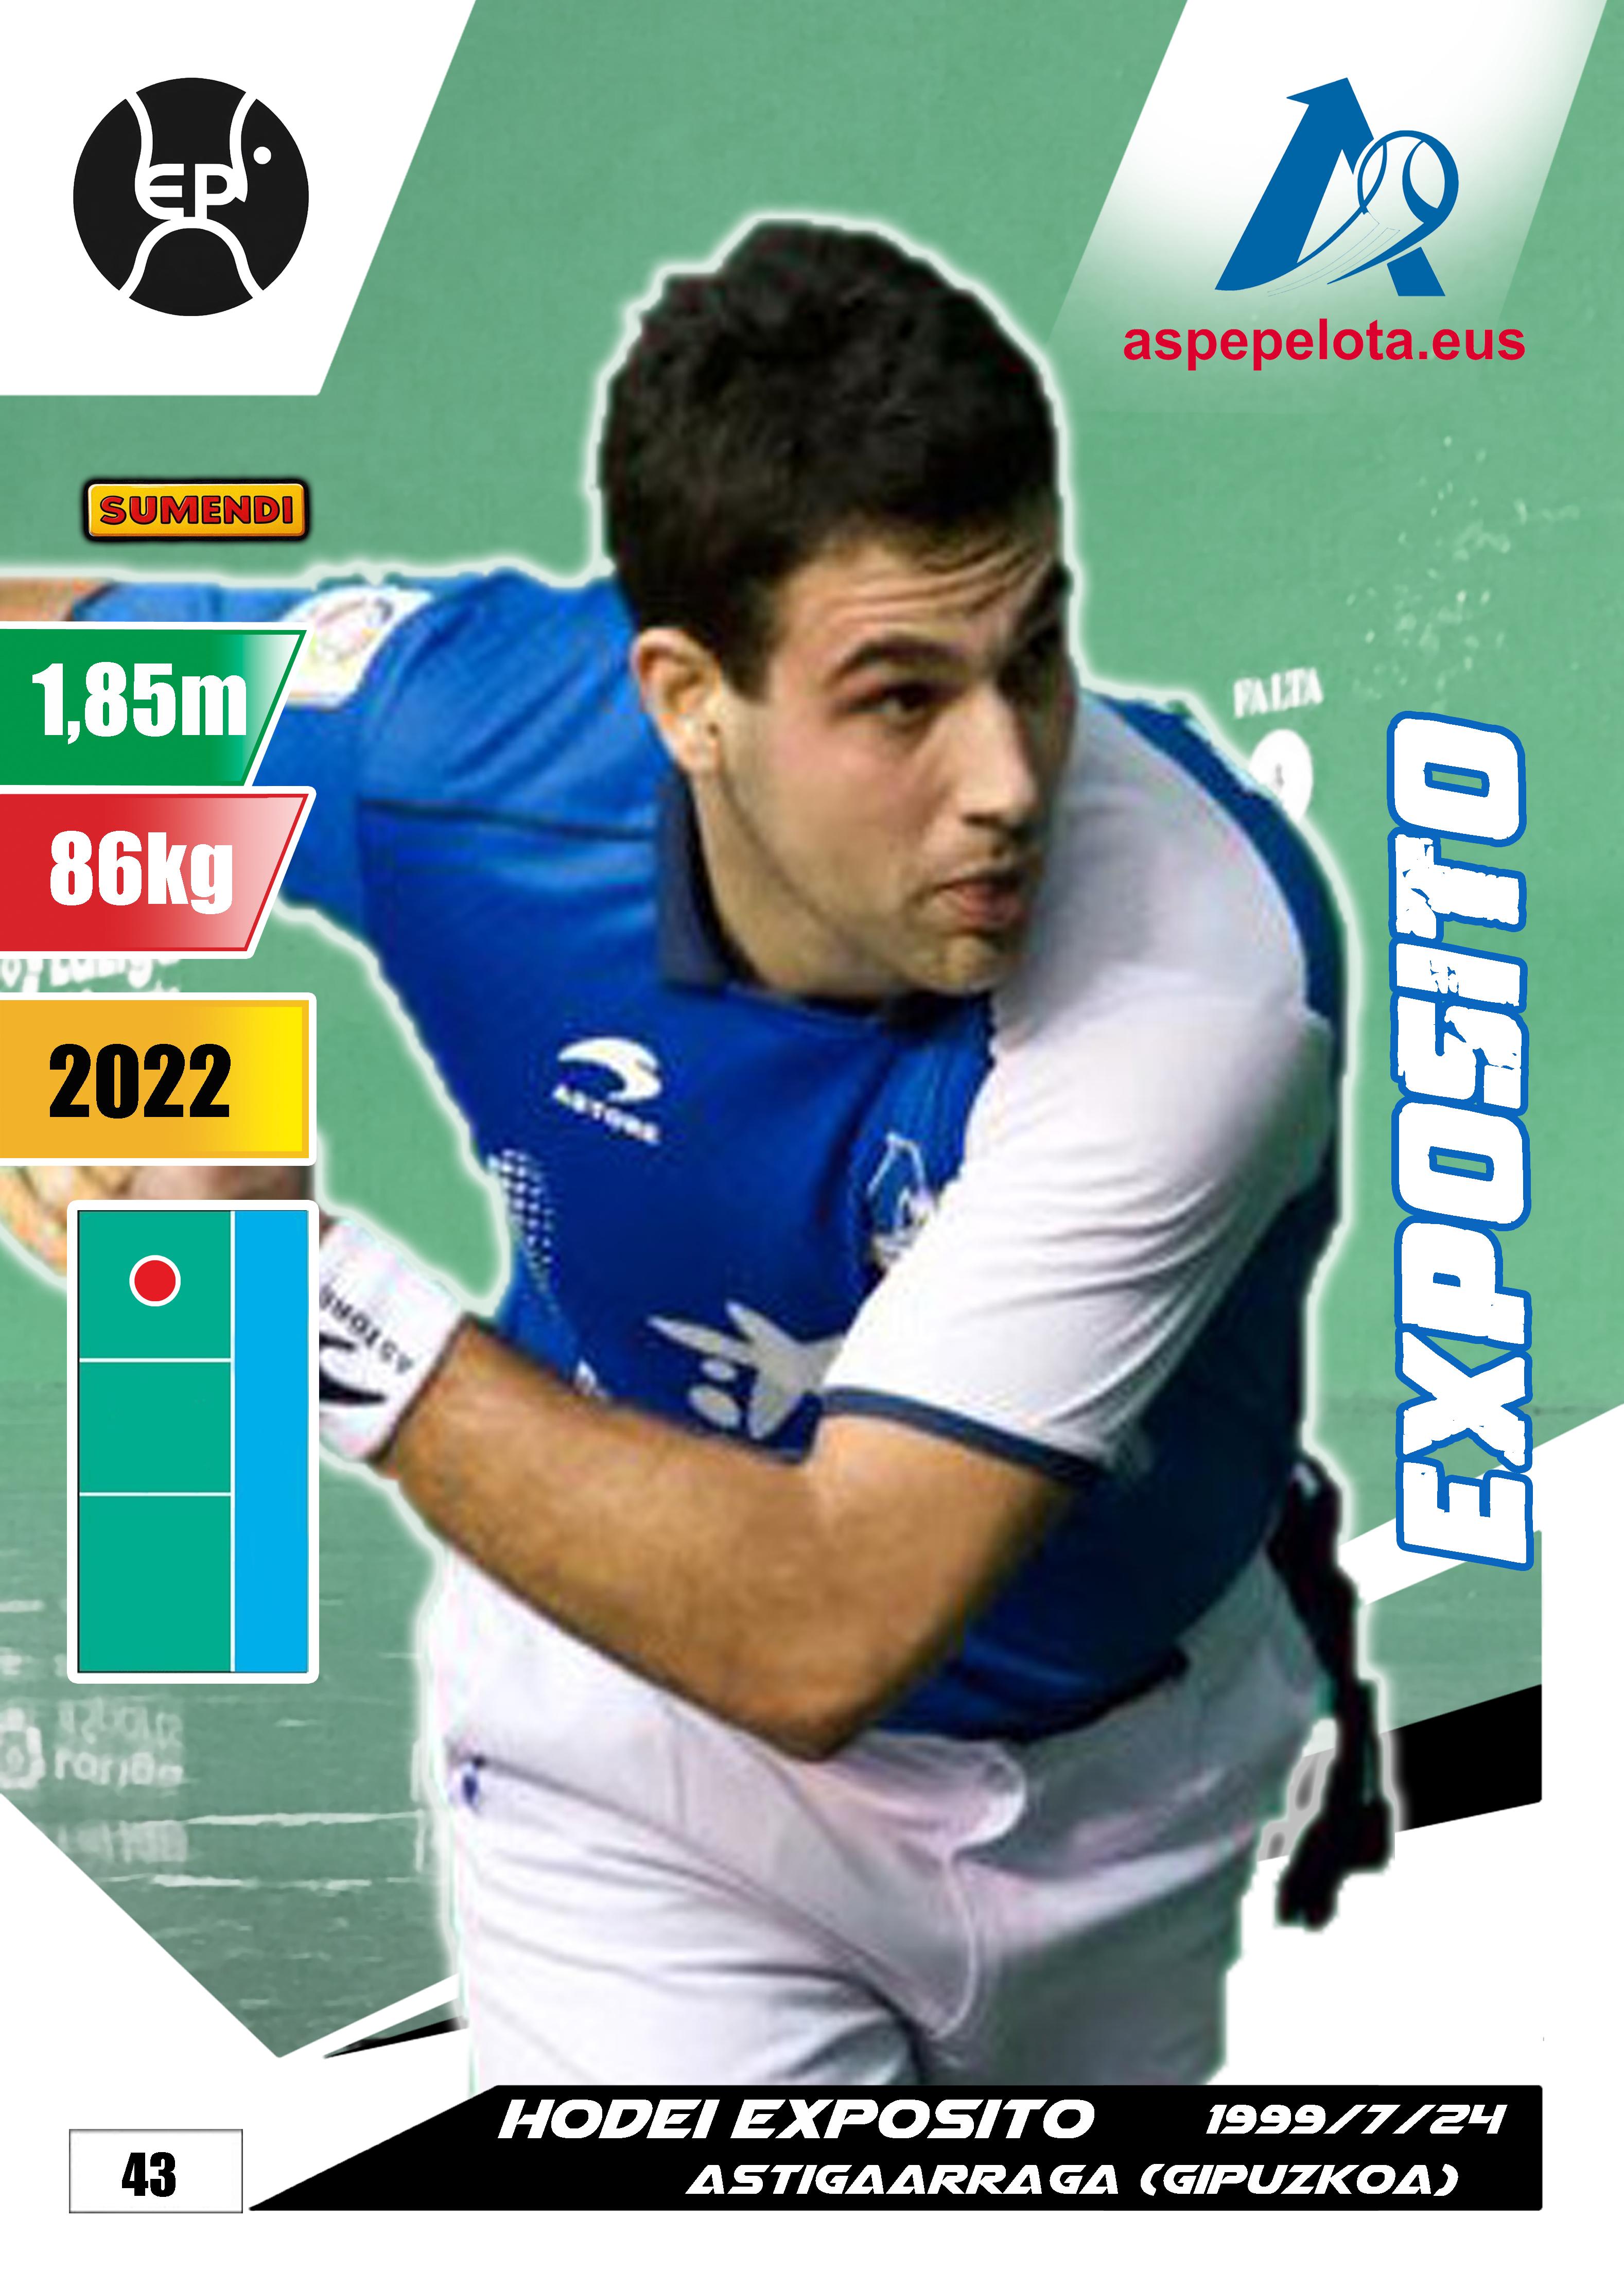 EP
aspepelota.eus
SUMENDI
1,85m
86kg
2022
FALTA
EXPOSITO
ASTORE
ASTORE
HODEI EXPOSITO 1999/7/24
ASTIGAARRAGA (GIPUZKOA)
43